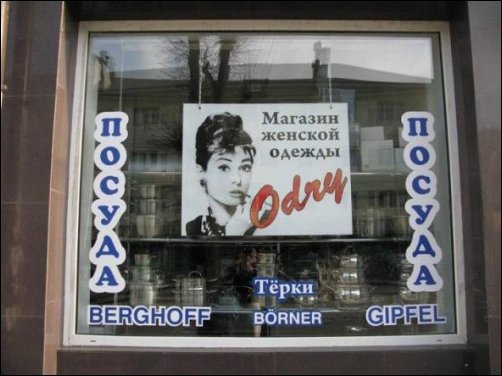 Магазин
женской
одежды
Odry
ПОСУДА
ПОСУДА
Тёрки
BERGHOFF
BÖRNER
GIPFEL